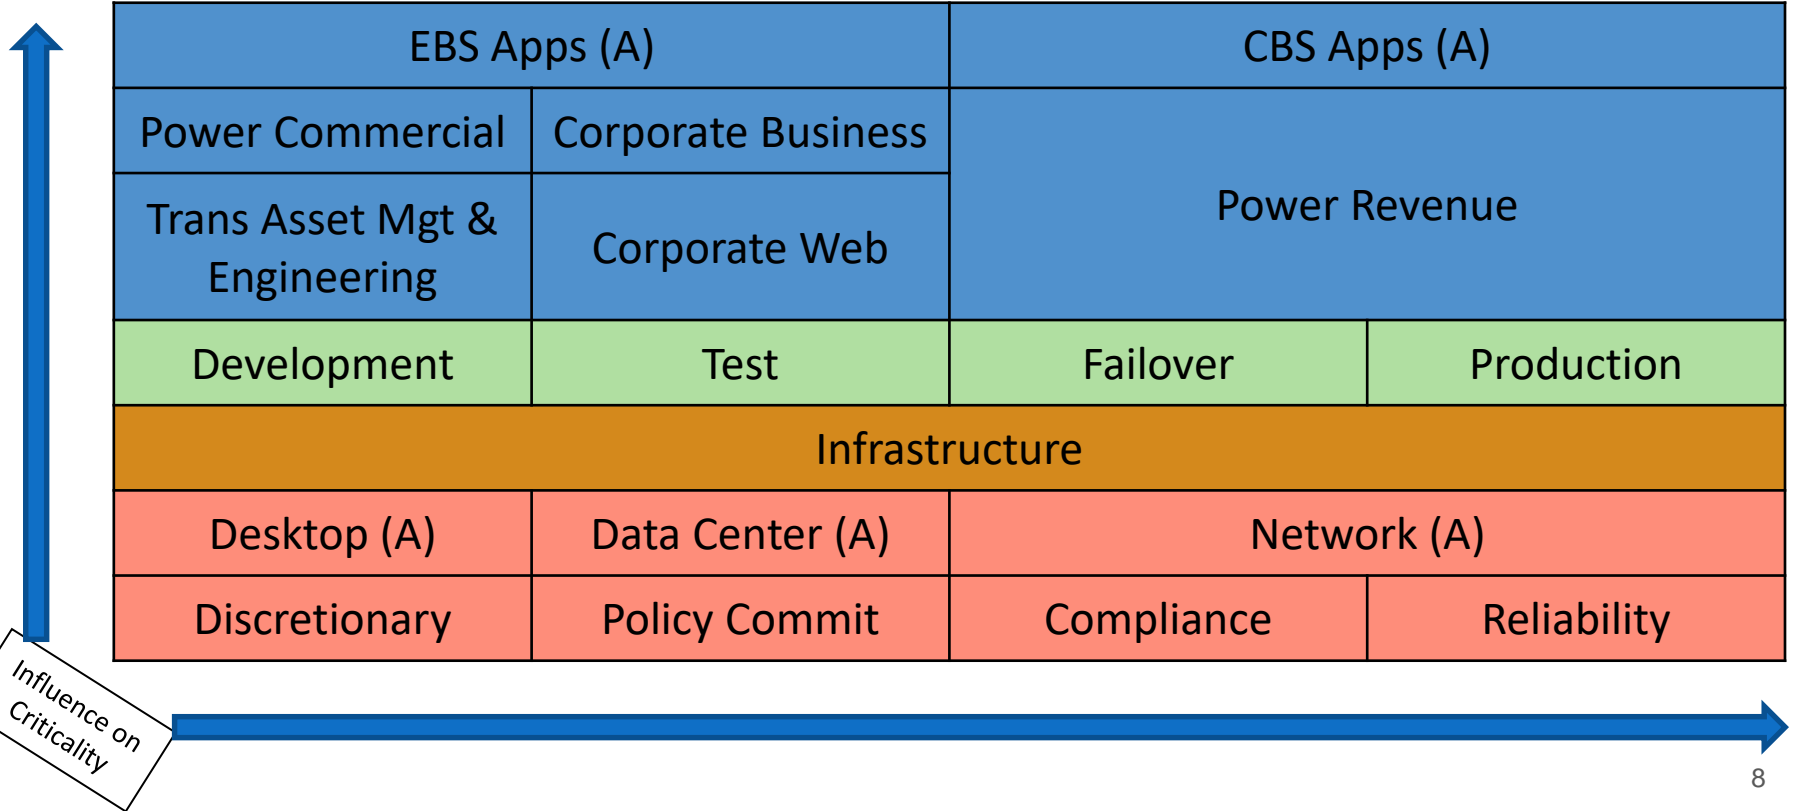 EBS Apps (A)
CBS Apps (A)
Power Commercial
Corporate Business
Power Revenue
Trans Asset Mgt &
Engineering
Corporate Web
Development
Test
Failover
Production
Infrastructure
Desktop (A)
Data Center (A)
Network (A)
Discretionary
Policy Commit
Compliance
Reliability
Influence on
Criticality
8